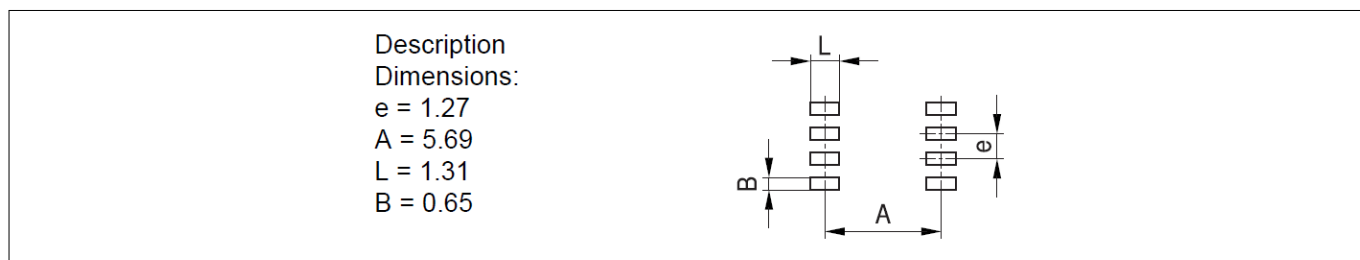 Description
Dimensions:
e = 1.27
A = 5.69
L = 1.31
B = 0.65
L
e
B
A